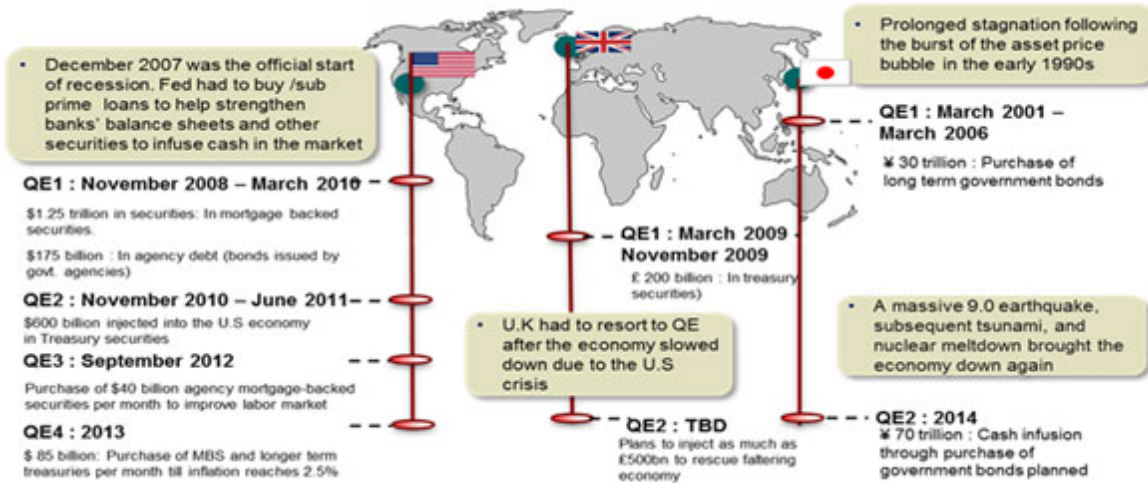 • December 2007 was the official start
of recession. Fed had to buy /sub
prime loans to help strengthen
banks' balance sheets and other
securities to infuse cash in the market
QE1 : November 2008 – March 2010
$1.25 trillion in securities: In mortgage backed
securities.
$175 billion : In agency debt (bonds issued by
govt. agencies)
QE2 : November 2010 – June 2011
$600 billion injected into the U.S economy
in Treasury securities
QE3 : September 2012
Purchase of $40 billion agency mortgage-backed
securities per month to improve labor market
QE4 : 2013
$ 85 billion: Purchase of MBS and longer term
treasuries per month till inflation reaches 2.5%
QE1 : March 2009
November 2009
£ 200 billion : In treasury
securities)
• U.K had to resort to QE
after the economy slowed
down due to the U.S
crisis
QE2 : TBD
Plans to inject as much as
£500bn to rescue faltering
economy
• Prolonged stagnation following
the burst of the asset price
bubble in the early 1990s
QE1 : March 2001 –
March 2006
¥ 30 trillion : Purchase of
long term government bonds
• A massive 9.0 earthquake,
subsequent tsunami, and
nuclear meltdown brought the
economy down again
QE2 : 2014
¥ 70 trillion : Cash infusion
through purchase of
government bonds planned